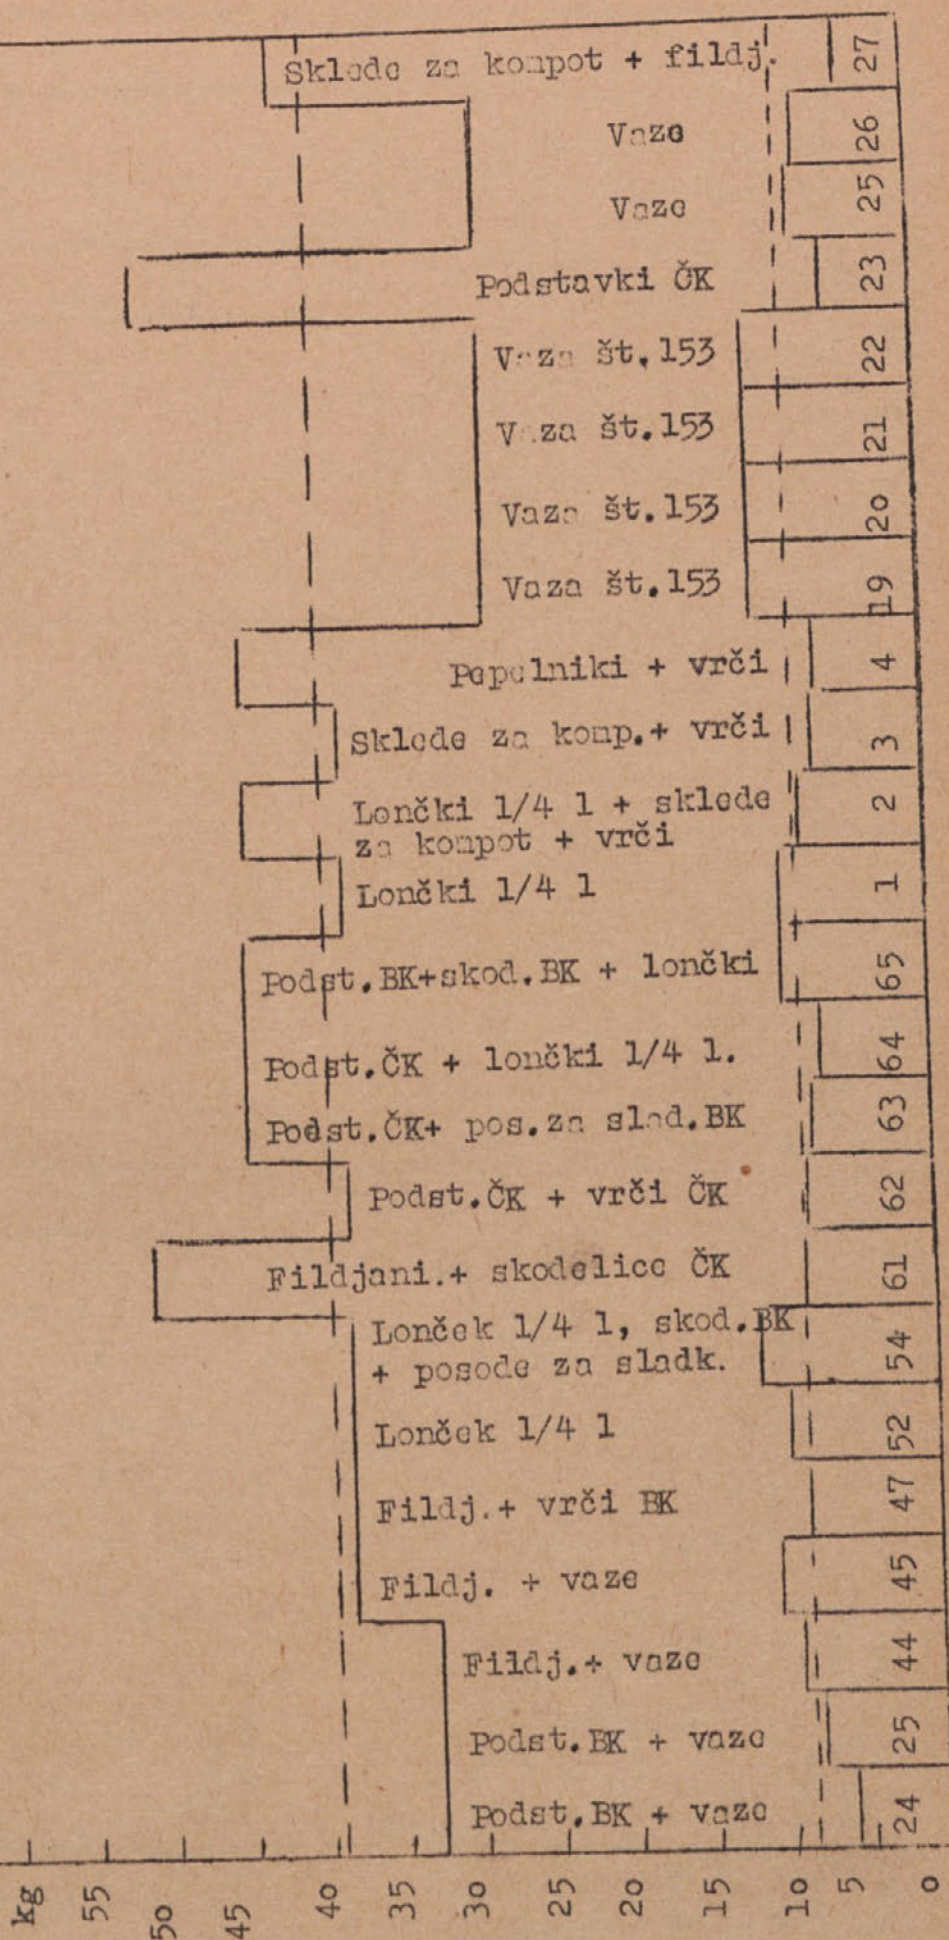 Sklede za kompot + fildj. 27
Vaze 26
Vaze 25
Podstavki ČK 23
Vaza št.153 22
Vaza št.153 21
Vaza št.153 20
Vaza št.153 19
Pepelniki + vrči 4
Sklede za komp.+ vrči 3
Lončki 1/4 l + sklede 2
za kompot + vrči
Lončki 1/4 l 1
Podst.BK+skod.BK + lončki 65
Podst.ČK + lončki 1/4 l. 64
Podst.ČK+ pos.za slad.BK 63
Podst.ČK + vrči ČK 62
Fildjani.+ skodelice ČK 61
Lonček 1/4 l, skod.BK 54
+ posode za sladk.
Lonček 1/4 l 52
Fildj.+ vrči BK 47
Fildj. + vaze 45
Fildj.+ vaze 44
Podst.BK + vaze 25
Podst.BK + vaze 24
kg 55 50 45 40 35 30 25 20 15 10 5 0